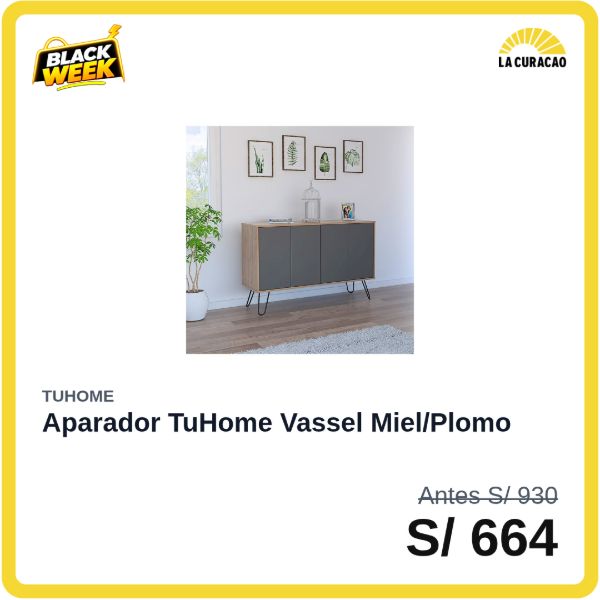 BLACK
WEEK
LA CURACAO
TUHOME
Aparador TuHome Vassel Miel/Plomo
Antes S/ 930
S/ 664